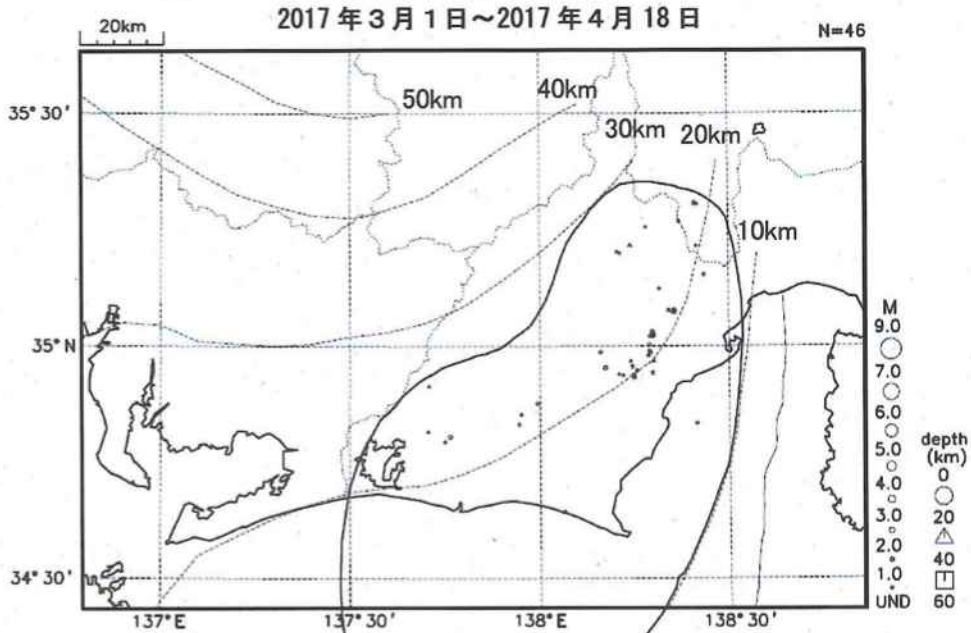 2017年3月1日～2017年4月18日
20km
N=46
35°30'
50km
40km
30km
20km
10km
35°N
34°30'
137°E
137°30'
138°E
138°30'
M
9.0
7.0
6.0
5.0
4.0
3.0
2.0
1.0
UND
depth
(km)
0
20
40
60